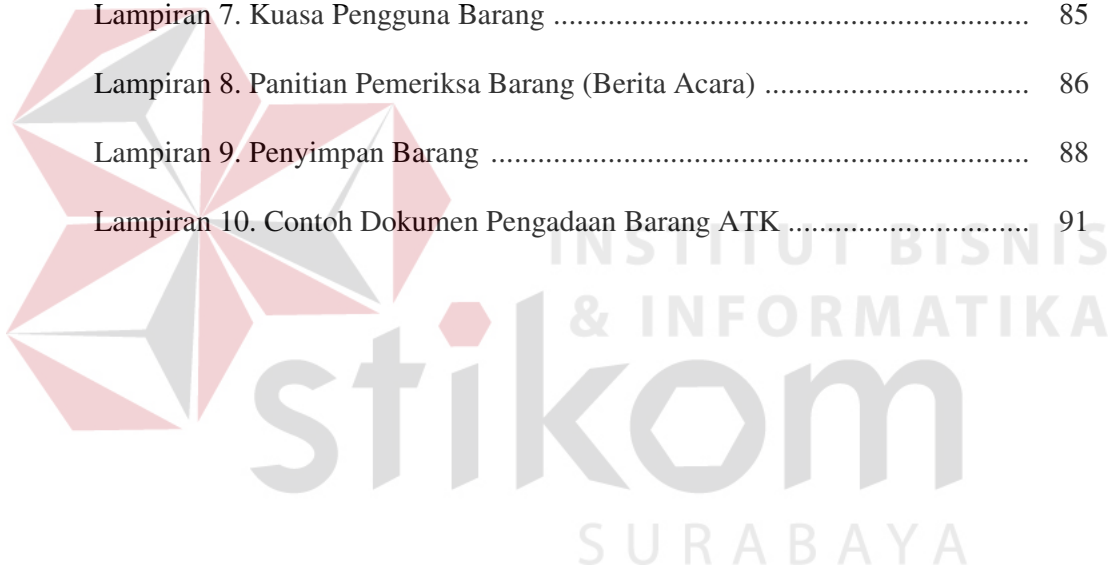 Lampiran 7. Kuasa Pengguna Barang ................................................... 85
Lampiran 8. Panitian Pemeriksa Barang (Berita Acara) ............................ 86
Lampiran 9. Penyimpan Barang .......................................................... 88
Lampiran 10. Contoh Dokumen Pengadaan Barang ATK .......................... 91
INSTITUT BISNIS
& INFORMATIKA
stikom
SURABAYA